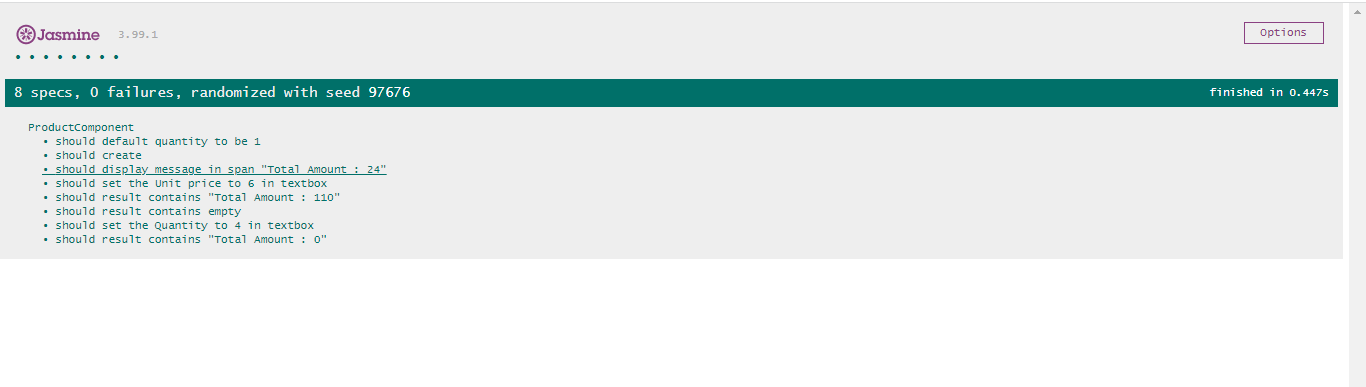 Jasmine 3.99.1 Options
• • • • • • • •
8 specs, 0 failures, randomized with seed 97676 finished in 0.447s
ProductComponent
• should default quantity to be 1
• should create
• should display message in span "Total Amount : 24"
• should set the Unit price to 6 in textbox
• should result contains "Total Amount : 110"
• should result contains empty
• should set the Quantity to 4 in textbox
• should result contains "Total Amount : 0"